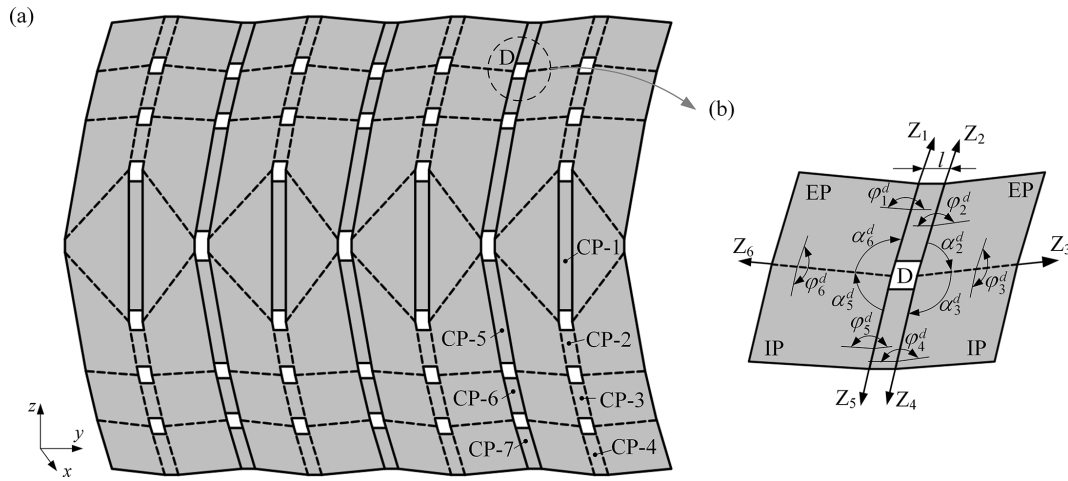 (a)
D
CP-1
CP-5
CP-2
CP-6
CP-3
CP-7
CP-4
z
y
x
(b)
Z₁
Z₂
l
EP
φ₁ᵈ
φ₂ᵈ
EP
α₆ᵈ
α₂ᵈ
Z₆
D
Z₃
φ₆ᵈ
α₅ᵈ
α₃ᵈ
φ₃ᵈ
φ₅ᵈ
φ₄ᵈ
IP
IP
Z₅
Z₄